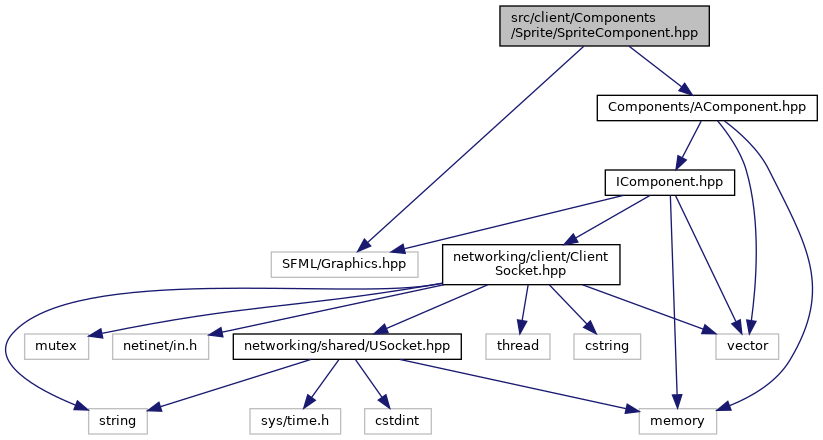 src/client/Components
/Sprite/SpriteComponent.hpp
Components/AComponent.hpp
IComponent.hpp
SFML/Graphics.hpp
networking/client/Client
Socket.hpp
mutex
netinet/in.h
networking/shared/USocket.hpp
thread
cstring
vector
string
sys/time.h
cstdint
memory